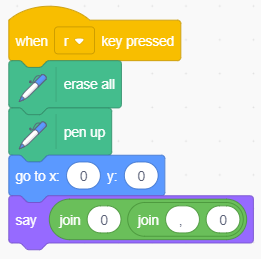 when r key pressed
erase all
pen up
go to x: 0 y: 0
say join 0 join , 0